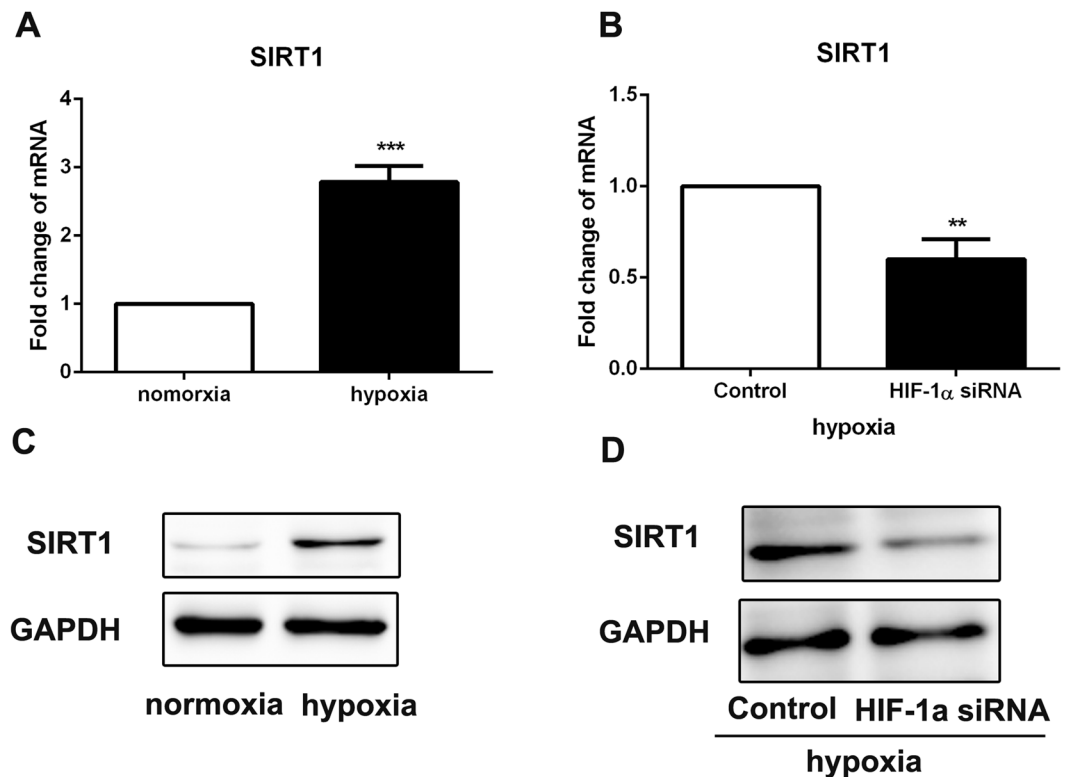 A
SIRT1
Fold change of mRNA
4
3
2
1
0
***
nomorxia
hypoxia
B
SIRT1
Fold change of mRNA
1.5
1.0
0.5
0.0
**
Control
HIF-1α siRNA
hypoxia
C
SIRT1
GAPDH
normoxia hypoxia
D
SIRT1
GAPDH
Control HIF-1a siRNA
hypoxia